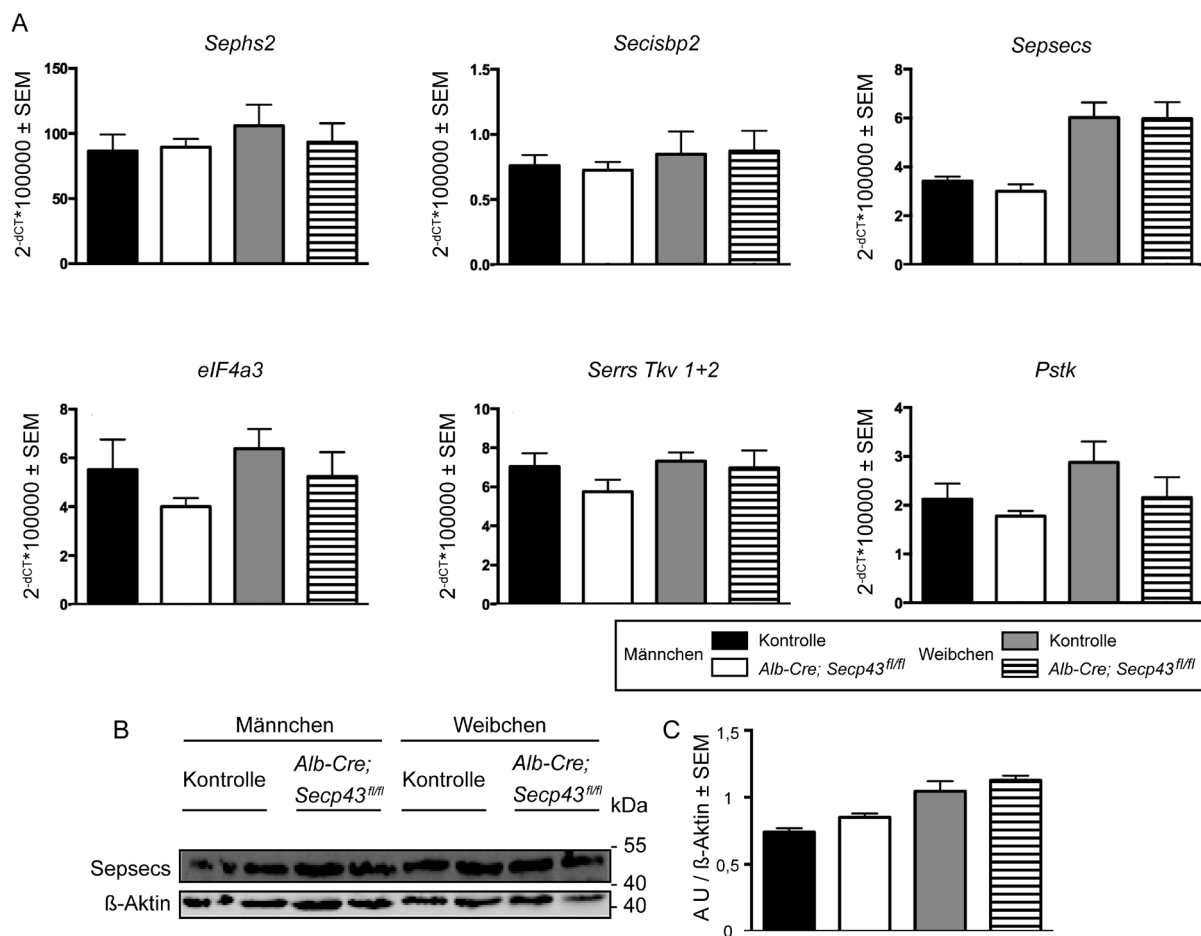 A
Sephs2
Secisbp2
Sepsecs
2-dCT*100000 ± SEM
150
100
50
0
2-dCT*100000 ± SEM
1.5
1.0
0.5
0.0
2-dCT*100000 ± SEM
8
6
4
2
0
eIF4a3
Serrs Tkv 1+2
Pstk
2-dCT*100000 ± SEM
8
6
4
2
0
2-dCT*100000 ± SEM
10
8
6
4
2
0
2-dCT*100000 ± SEM
4
3
2
1
0
Männchen
Kontrolle
Alb-Cre; Secp43fl/fl
Weibchen
Kontrolle
Alb-Cre; Secp43fl/fl
B
Männchen
Weibchen
Kontrolle
Alb-Cre;
Secp43fl/fl
Kontrolle
Alb-Cre;
Secp43fl/fl
kDa
Sepsecs
ß-Aktin
- 55
- 40
- 40
C
A U / ß-Aktin ± SEM
1,5
1
0,5
0